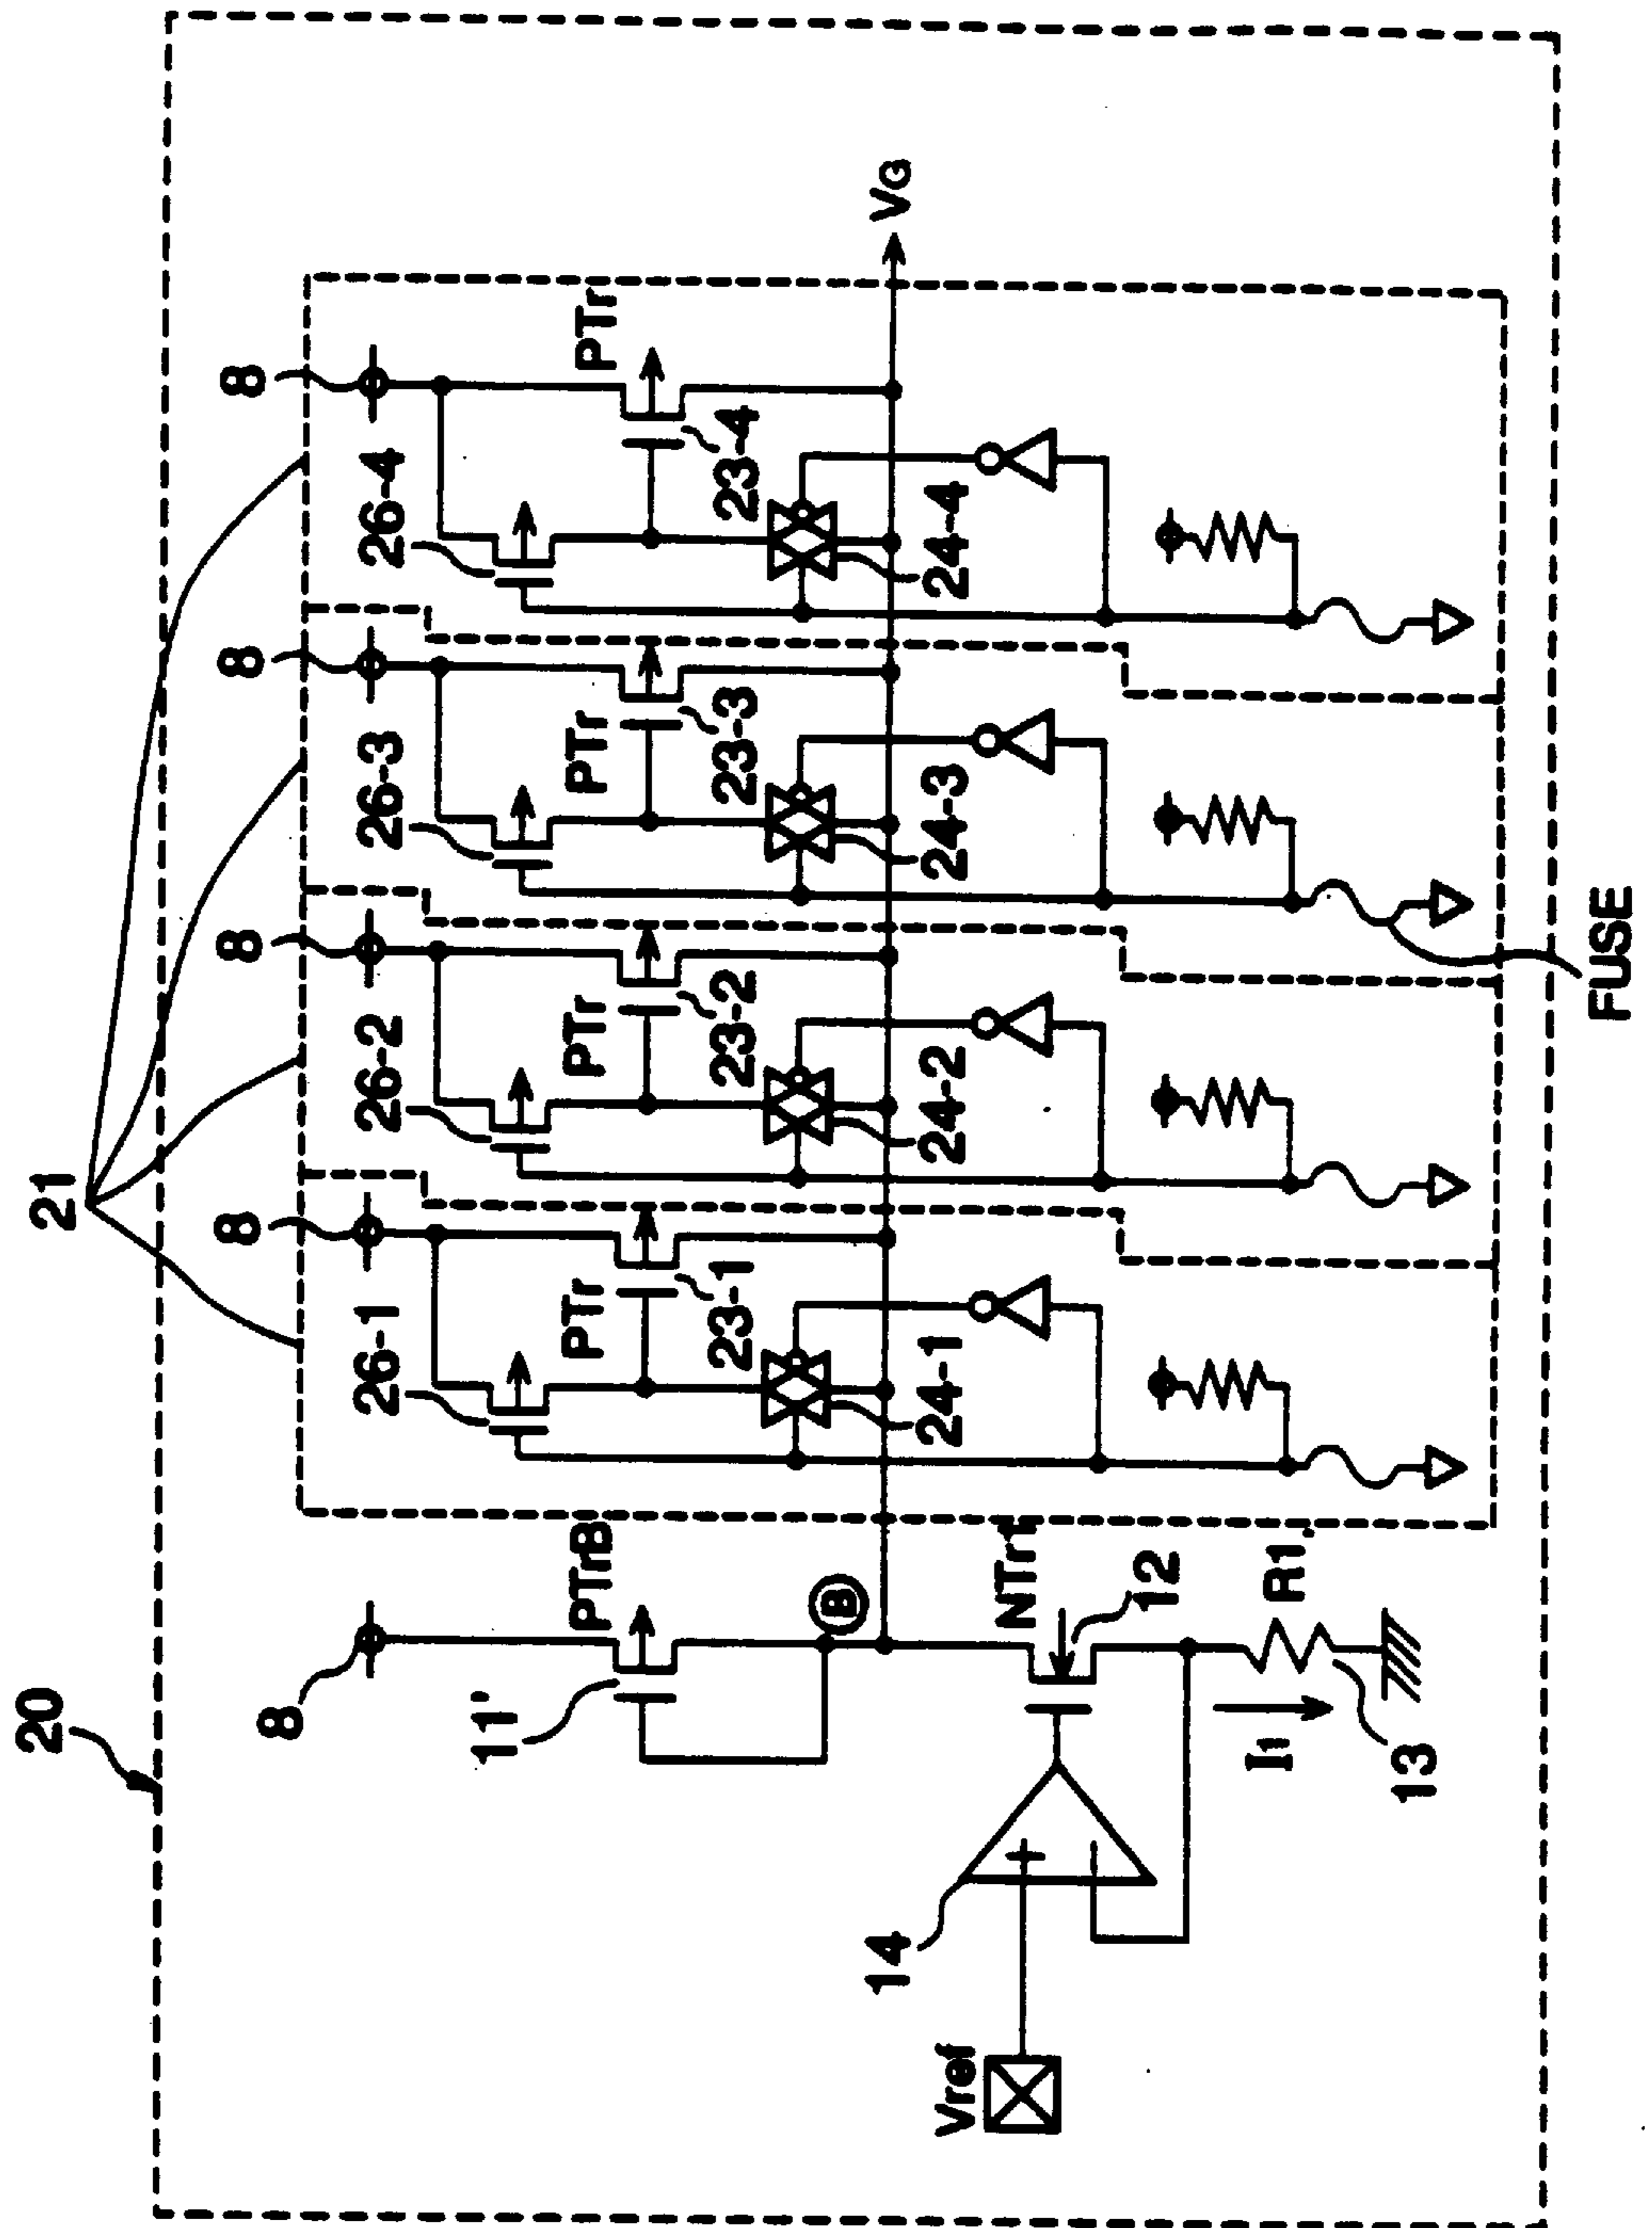 20
21
8
11'
PTrB
B
8
26-1
PTr
23-1
24-1
8
26-2
PTr
23-2
24-2
8
26-3
PTr
23-3
24-3
8
26-4
PTr
23-4
24-4
VG
Vref
14
+
−
NTr1
12
I1
R1'
13
FUSE